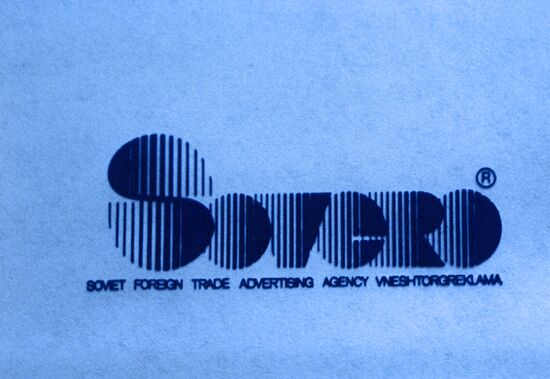 Sovero
®
SOVIET FOREIGN TRADE ADVERTISING AGENCY VNESHTORGREKLAMA